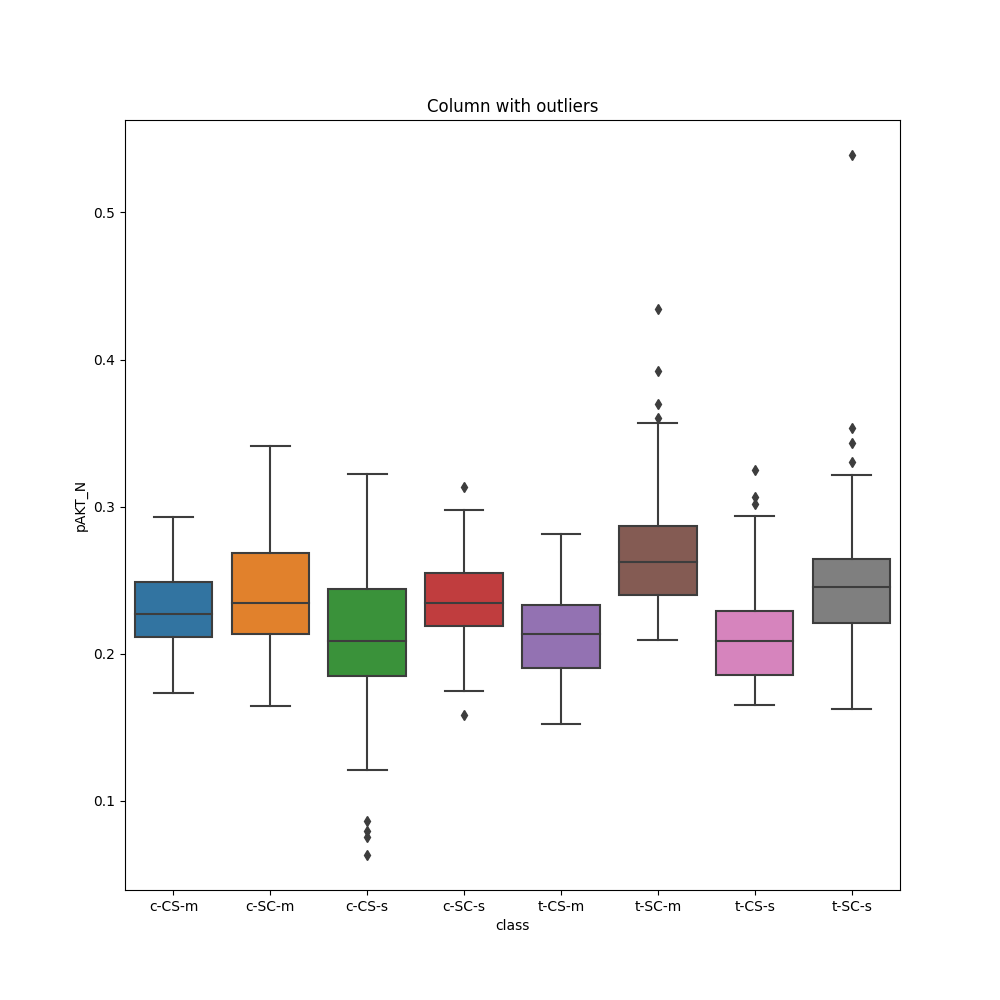 Column with outliers
pAKT_N
0.5
0.4
0.3
0.2
0.1
c-CS-m c-SC-m c-CS-s c-SC-s t-CS-m t-SC-m t-CS-s t-SC-s
class